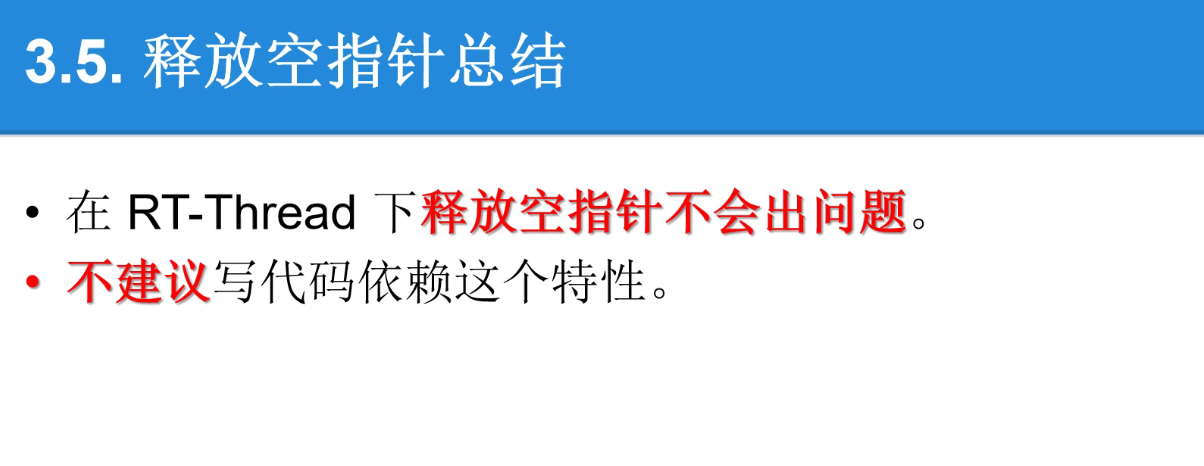 3.5. 释放空指针总结
• 在 RT-Thread 下释放空指针不会出问题。
• 不建议写代码依赖这个特性。